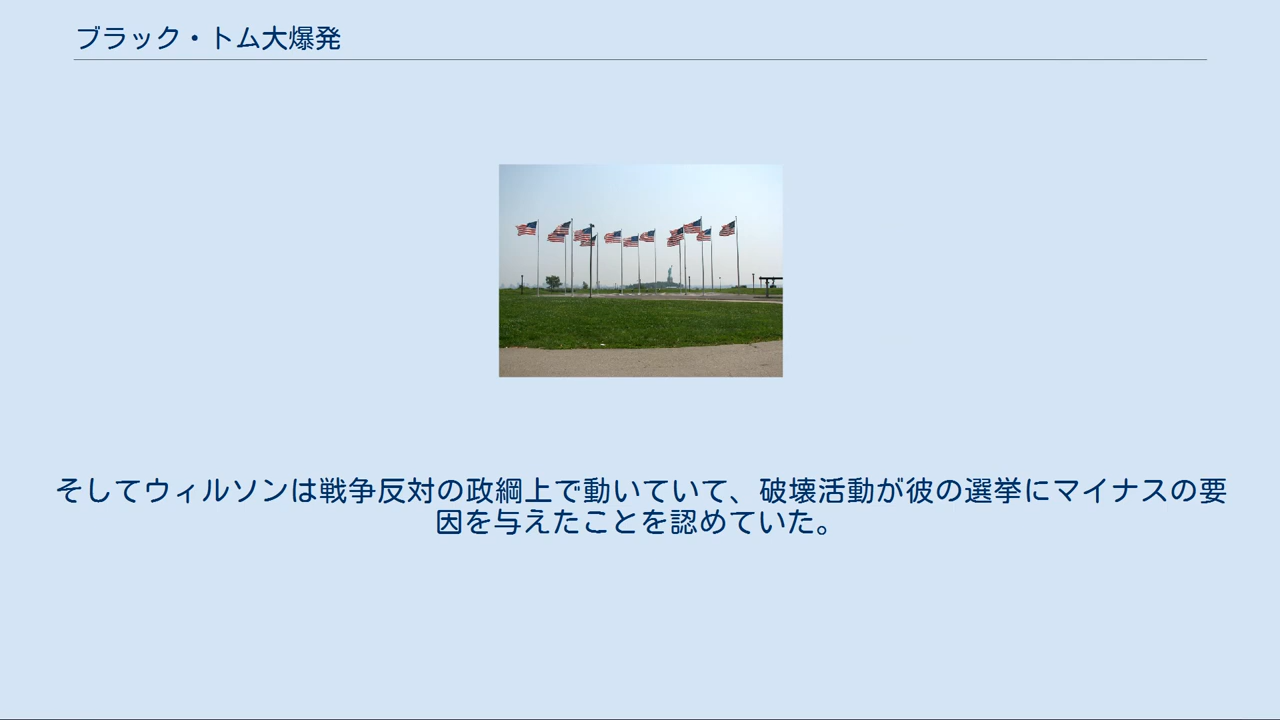 ブラック・トム大爆発
そしてウィルソンは戦争反対の政綱上で動いていて、破壊活動が彼の選挙にマイナスの要
因を与えたことを認めていた。